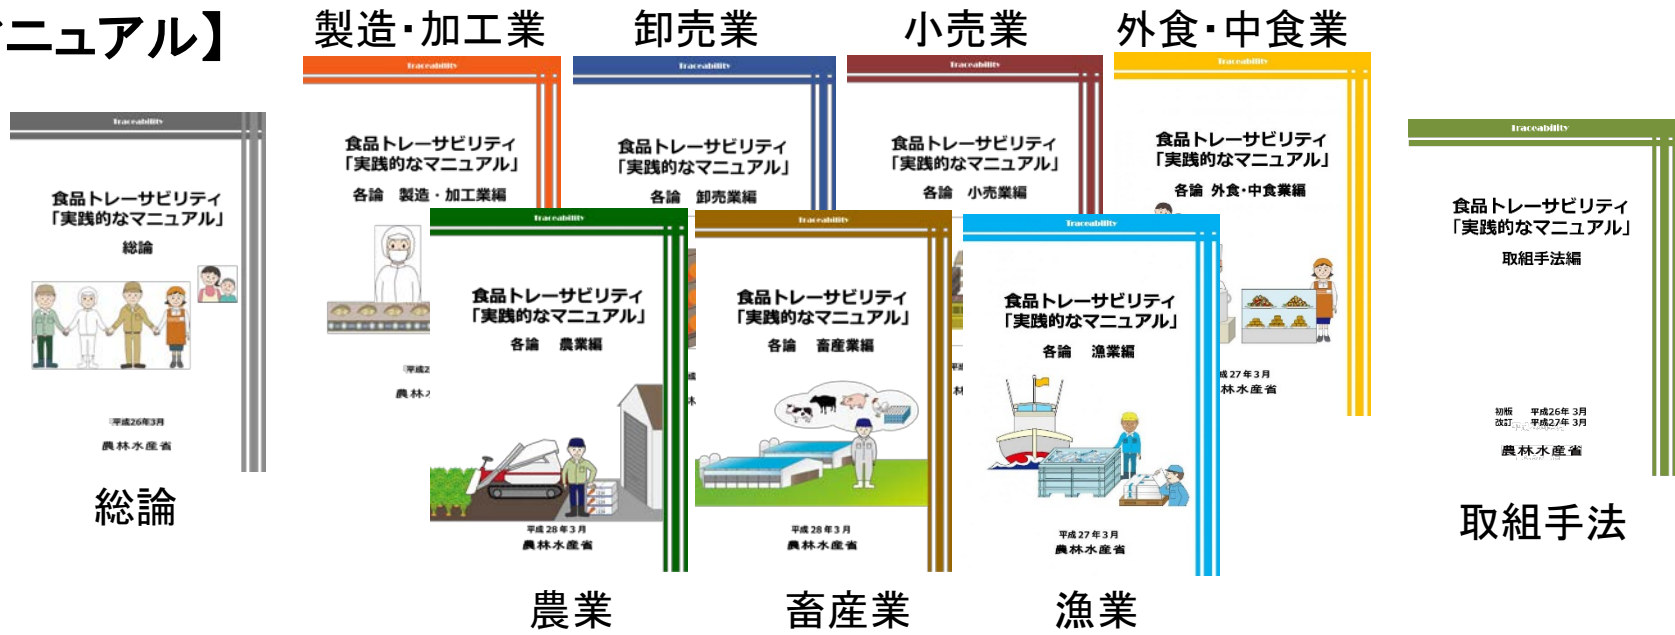 ニュアル】
製造・加工業
卸売業
小売業
外食・中食業
Traceability
食品トレーサビリティ
「実践的なマニュアル」
総論
平成26年3月
農林水産省
総論
Traceability
食品トレーサビリティ
「実践的なマニュアル」
各論 製造・加工業編
平成2
農林水
Traceability
食品トレーサビリティ
「実践的なマニュアル」
各論 卸売業編
Traceability
食品トレーサビリティ
「実践的なマニュアル」
各論 小売業編
Traceability
食品トレーサビリティ
「実践的なマニュアル」
各論 外食・中食業編
成27年3月
林水産省
Traceability
食品トレーサビリティ
「実践的なマニュアル」
各論 農業編
平成28年3月
農林水産省
農業
Traceability
食品トレーサビリティ
「実践的なマニュアル」
各論 畜産業編
平成28年3月
農林水産省
畜産業
Traceability
食品トレーサビリティ
「実践的なマニュアル」
各論 漁業編
平成27年3月
農林水産省
漁業
Traceability
食品トレーサビリティ
「実践的なマニュアル」
取組手法編
初版 平成26年3月
改訂 平成27年3月
農林水産省
取組手法